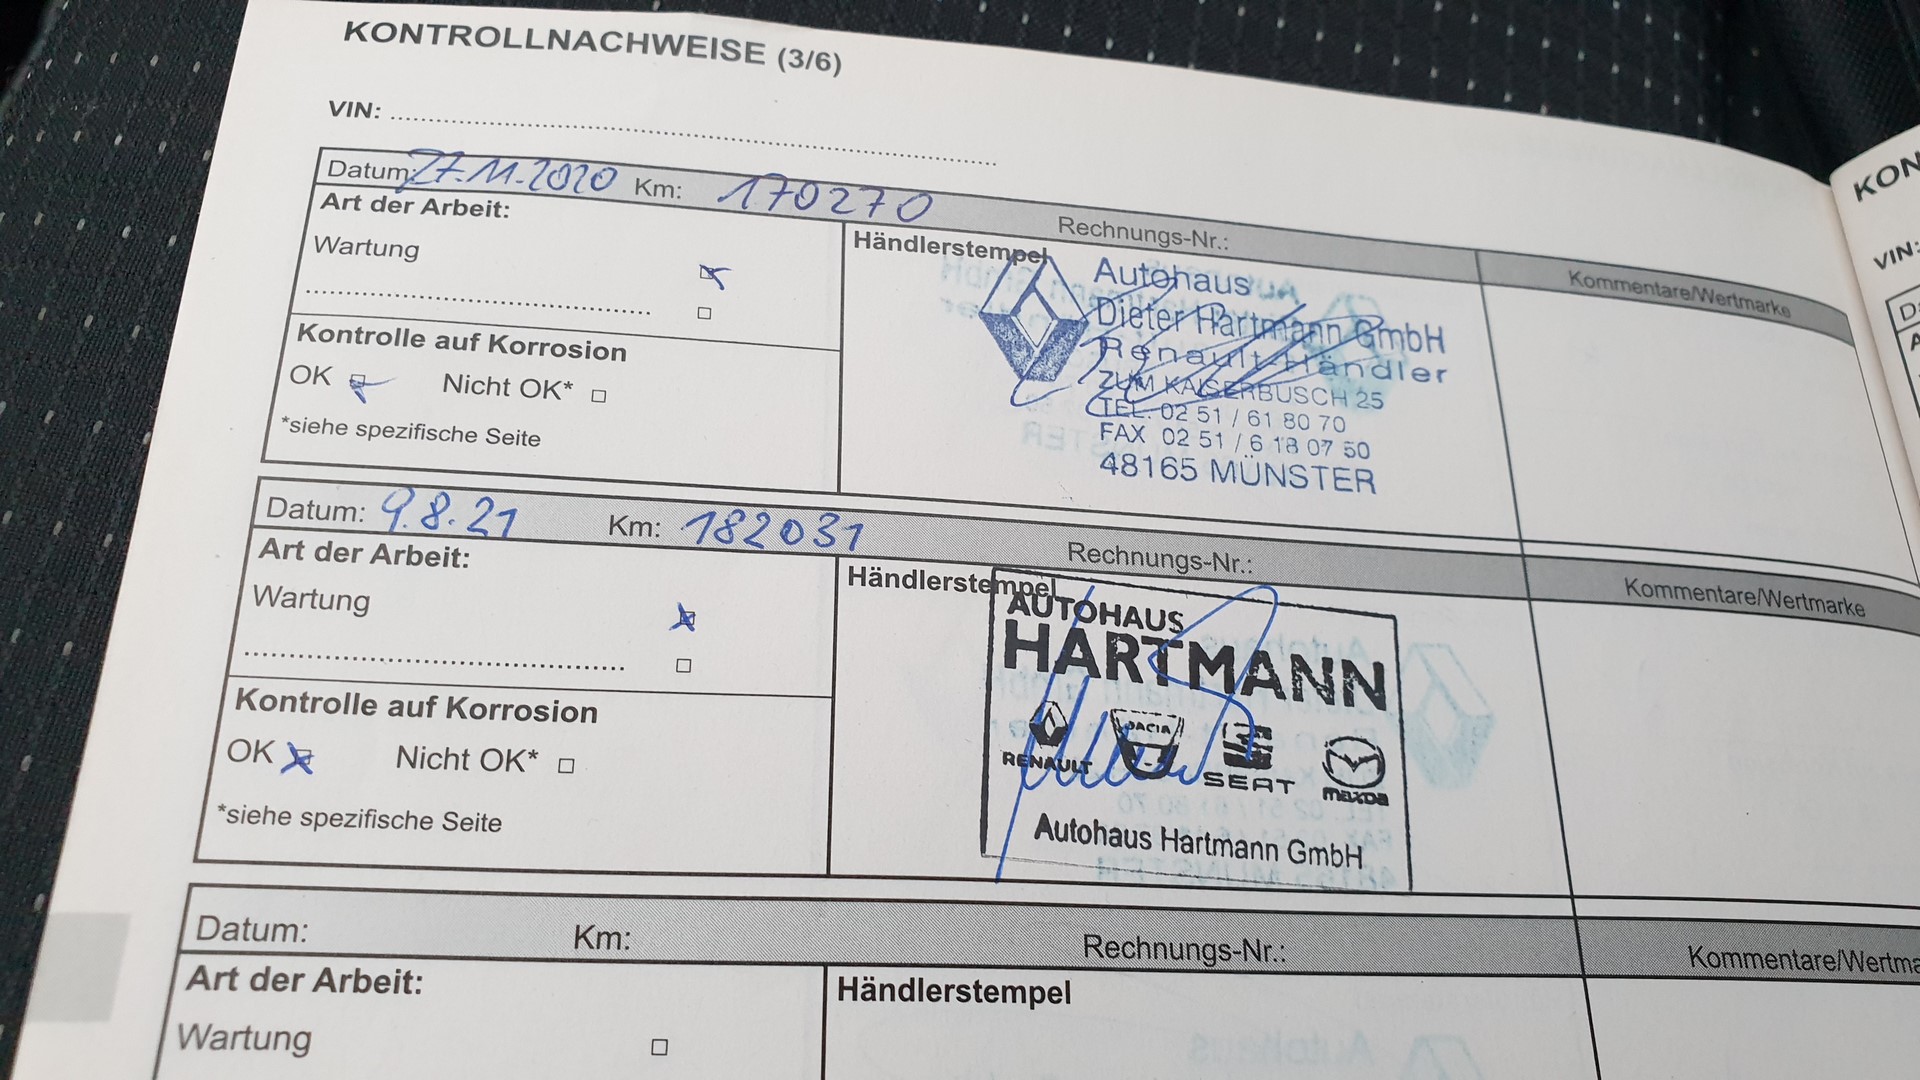 KONTROLLNACHWEISE (3/6)
VIN:
Datum: 27.11.2020 Km: 170270 Rechnungs-Nr.:
Art der Arbeit:
Wartung
Händlerstempel
Kommentare/Wertmarke
Autohaus
Dieter Hartmann GmbH
Renault-Händler
ZUM KAISERBUSCH 25
TEL. 02 51 / 61 80 70
FAX 02 51 / 6 18 07 50
48165 MÜNSTER
Kontrolle auf Korrosion
OK Nicht OK*
*siehe spezifische Seite
Datum: 9.8.21 Km: 182031 Rechnungs-Nr.:
Art der Arbeit:
Wartung
Händlerstempel
Kommentare/Wertmarke
AUTOHAUS
HARTMANN
RENAULT DACIA SEAT mazda
Autohaus Hartmann GmbH
Kontrolle auf Korrosion
OK Nicht OK*
*siehe spezifische Seite
Datum: Km: Rechnungs-Nr.:
Kommentare/Wertma
Art der Arbeit:
Händlerstempel
Wartung
KON
VIN: